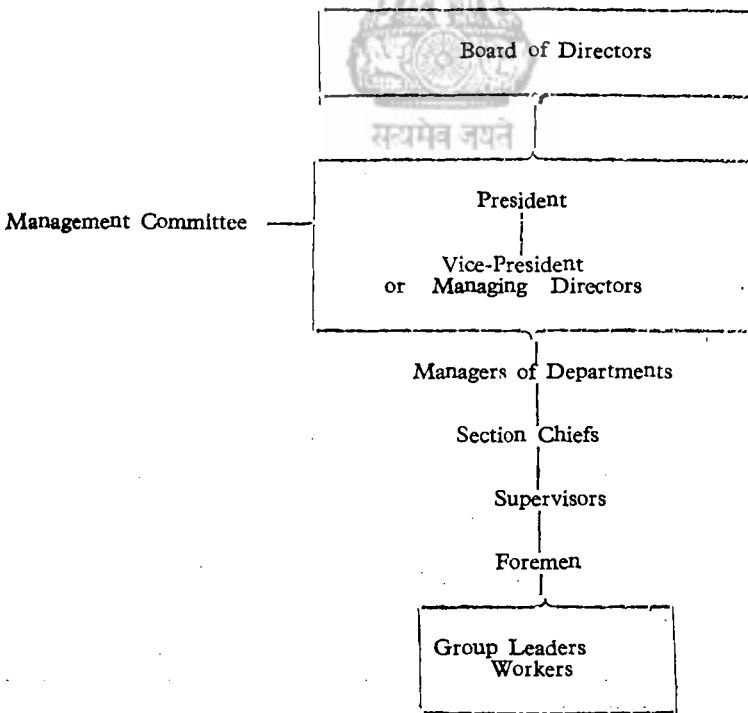 Board of Directors
सत्यमेव जयते
President
Management Committee
Vice-President
or Managing Directors
Managers of Departments
Section Chiefs
Supervisors
Foremen
Group Leaders
Workers